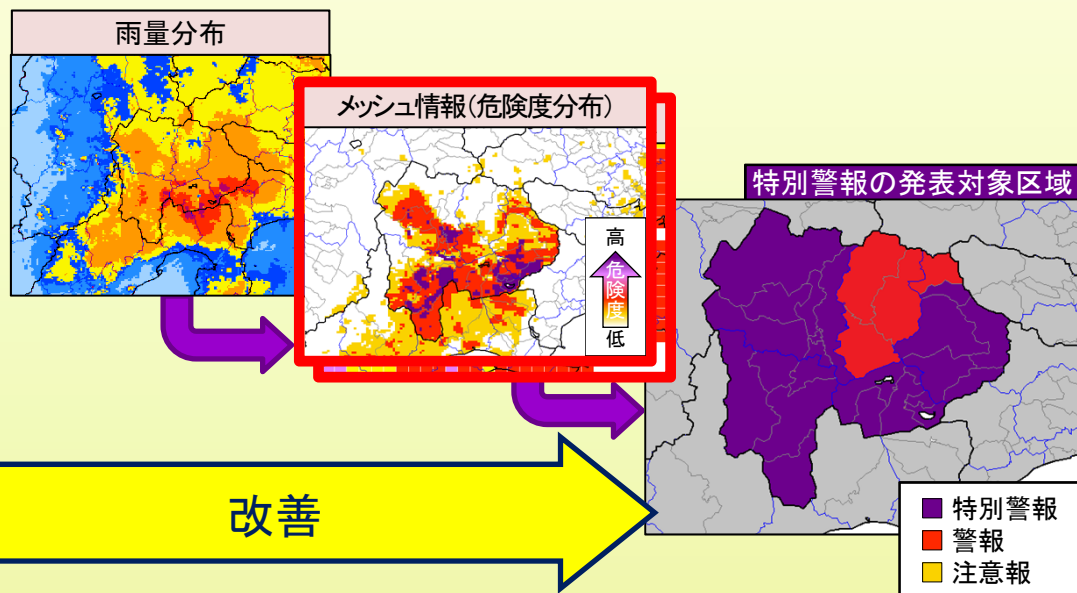 雨量分布
メッシュ情報(危険度分布)
高
危険度
低
特別警報の発表対象区域
改善
特別警報
警報
注意報